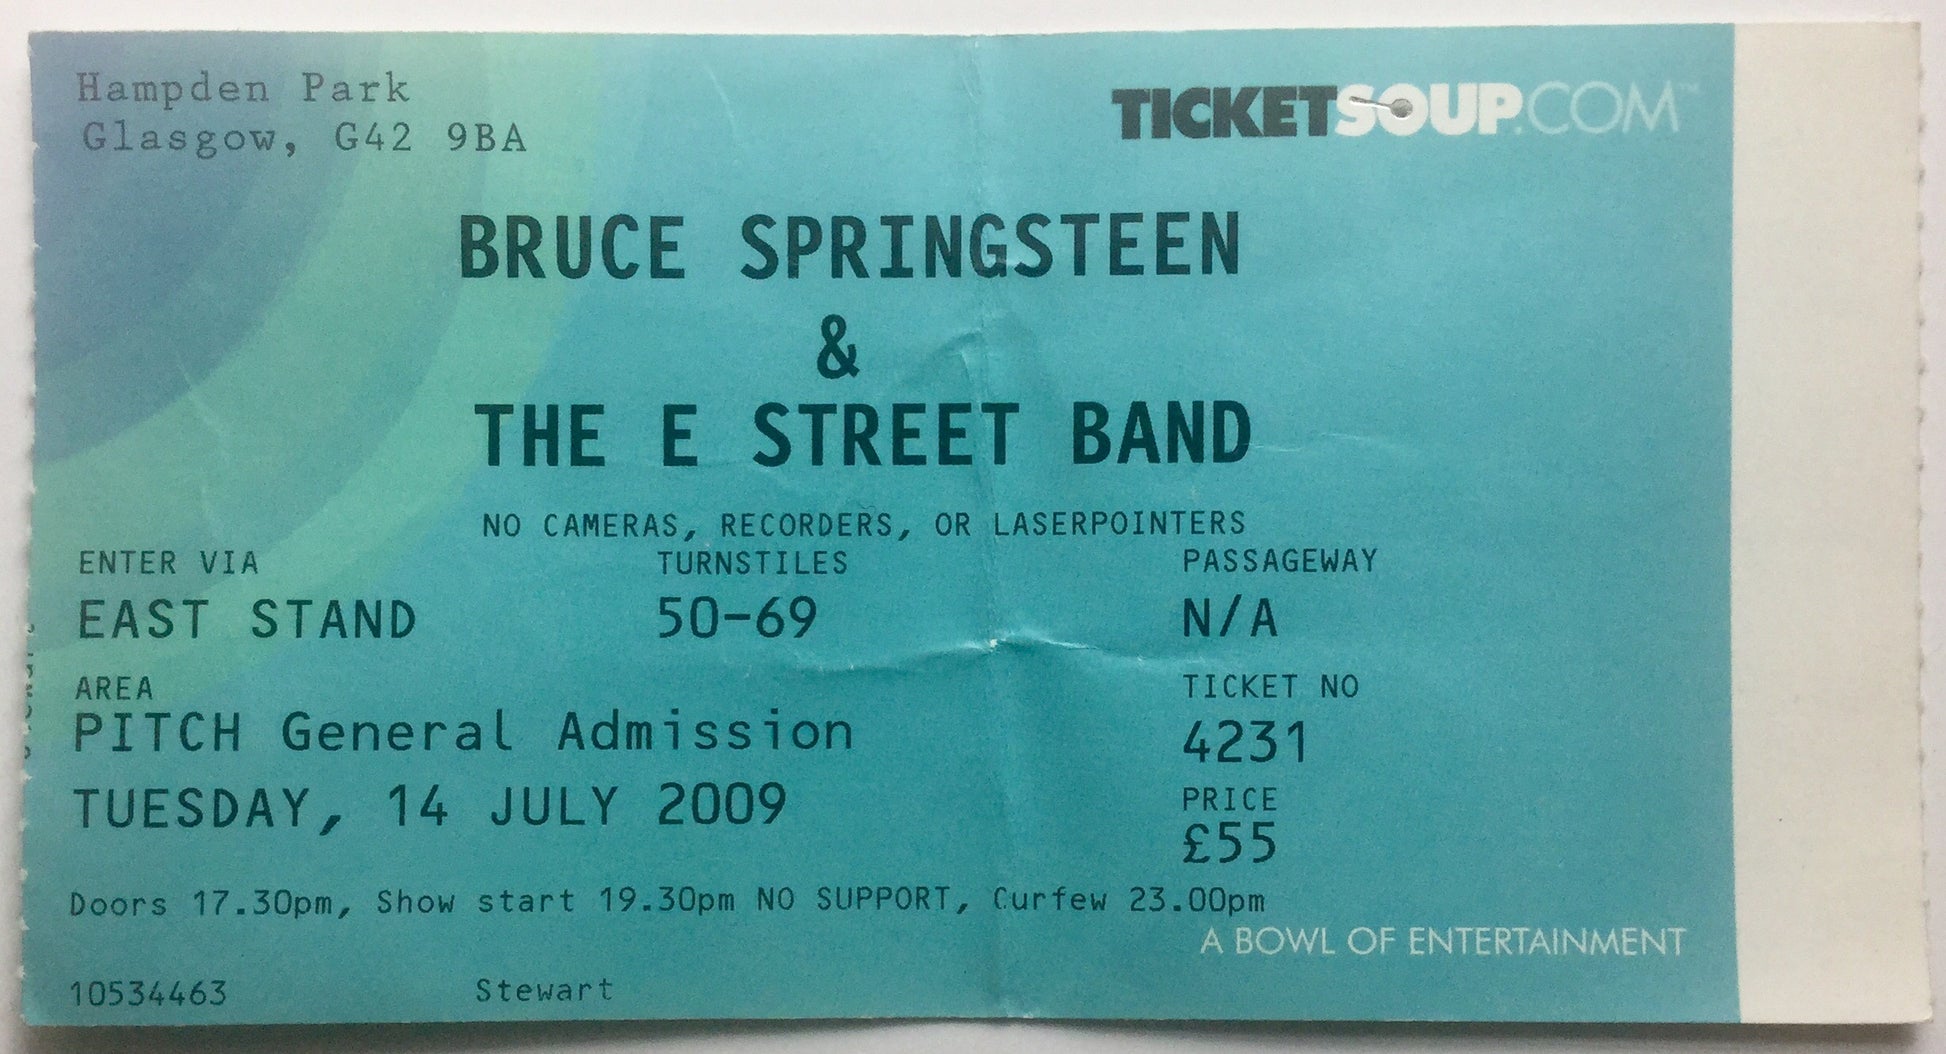 Hampden Park
Glasgow, G42 9BA
TICKETSOUP.COM™
BRUCE SPRINGSTEEN
&
THE E STREET BAND
NO CAMERAS, RECORDERS, OR LASERPOINTERS
ENTER VIA TURNSTILES PASSAGEWAY
EAST STAND 50-69 N/A
AREA TICKET NO
PITCH General Admission 4231
TUESDAY, 14 JULY 2009 PRICE
£55
Doors 17.30pm, Show start 19.30pm NO SUPPORT, Curfew 23.00pm
A BOWL OF ENTERTAINMENT
10534463 Stewart